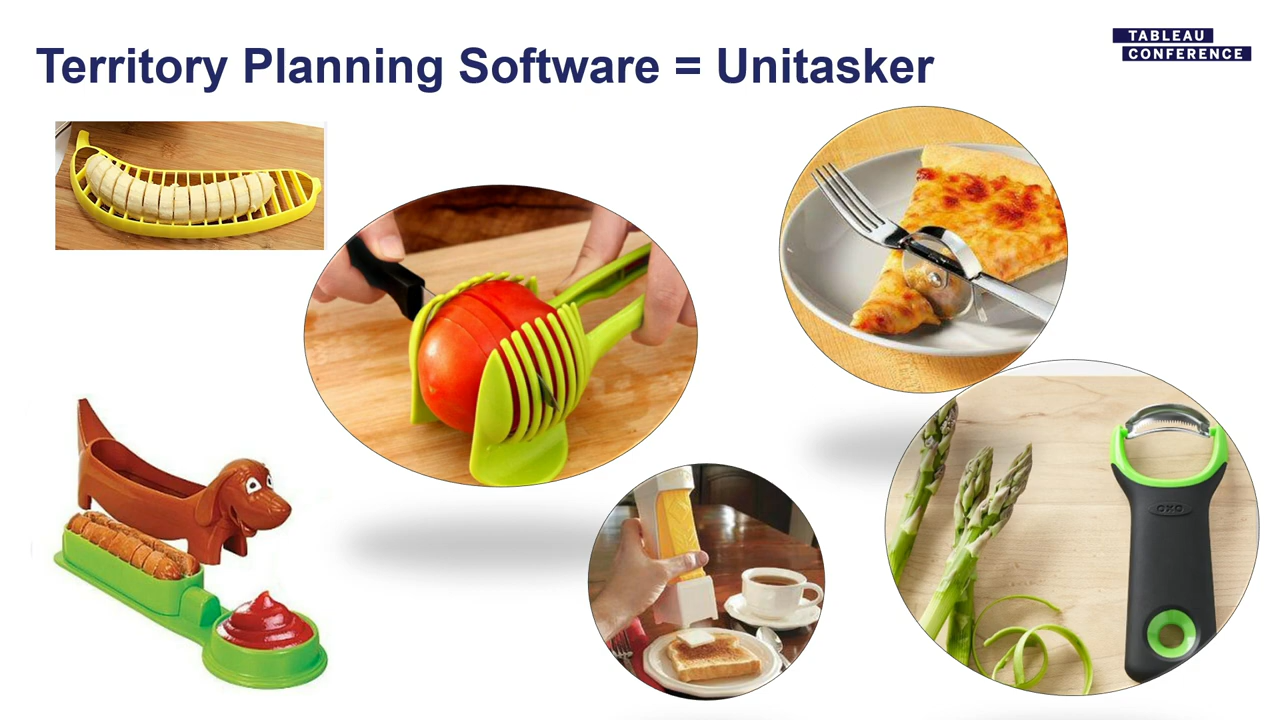 Territory Planning Software = Unitasker
TABLEAU
CONFERENCE
OXO